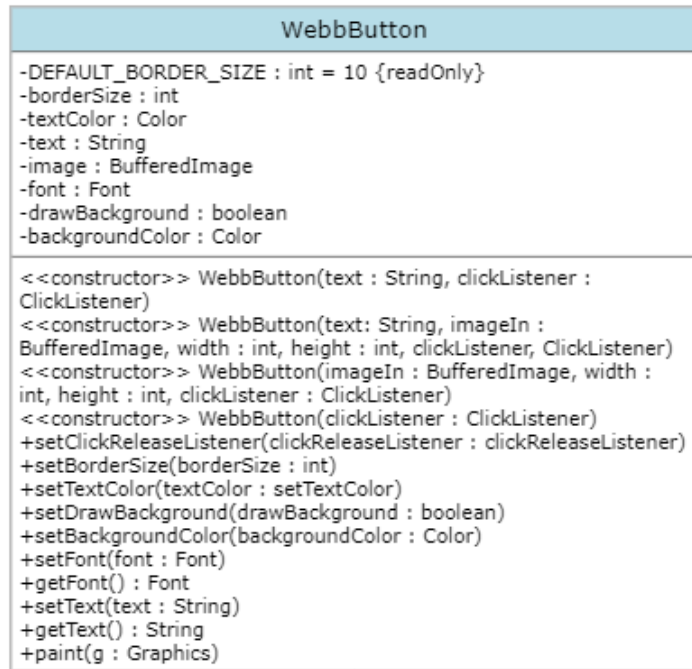 WebbButton
-DEFAULT_BORDER_SIZE : int = 10 {readOnly}
-borderSize : int
-textColor : Color
-text : String
-image : BufferedImage
-font : Font
-drawBackground : boolean
-backgroundColor : Color
<<constructor>> WebbButton(text : String, clickListener :
ClickListener)
<<constructor>> WebbButton(text: String, imageIn :
BufferedImage, width : int, height : int, clickListener, ClickListener)
<<constructor>> WebbButton(imageIn : BufferedImage, width :
int, height : int, clickListener : ClickListener)
<<constructor>> WebbButton(clickListener : ClickListener)
+setClickReleaseListener(clickReleaseListener : clickReleaseListener)
+setBorderSize(borderSize : int)
+setTextColor(textColor : setTextColor)
+setDrawBackground(drawBackground : boolean)
+setBackgroundColor(backgroundColor : Color)
+setFont(font : Font)
+getFont() : Font
+setText(text : String)
+getText() : String
+paint(g : Graphics)